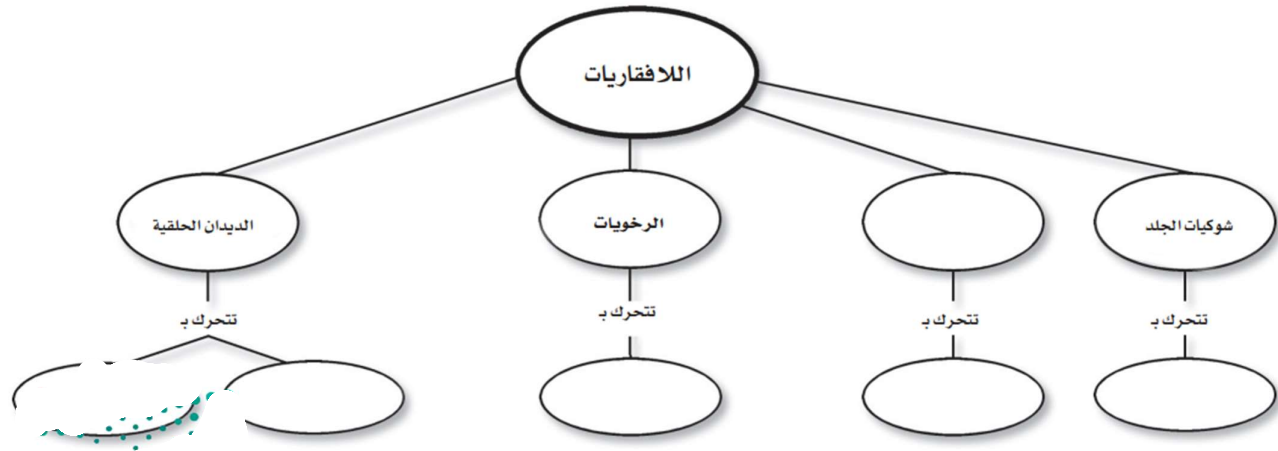 اللافقاريات
شوكيات الجلد
الرخويات
الديدان الحلقية
تتحرك بـ
تتحرك بـ
تتحرك بـ
تتحرك بـ